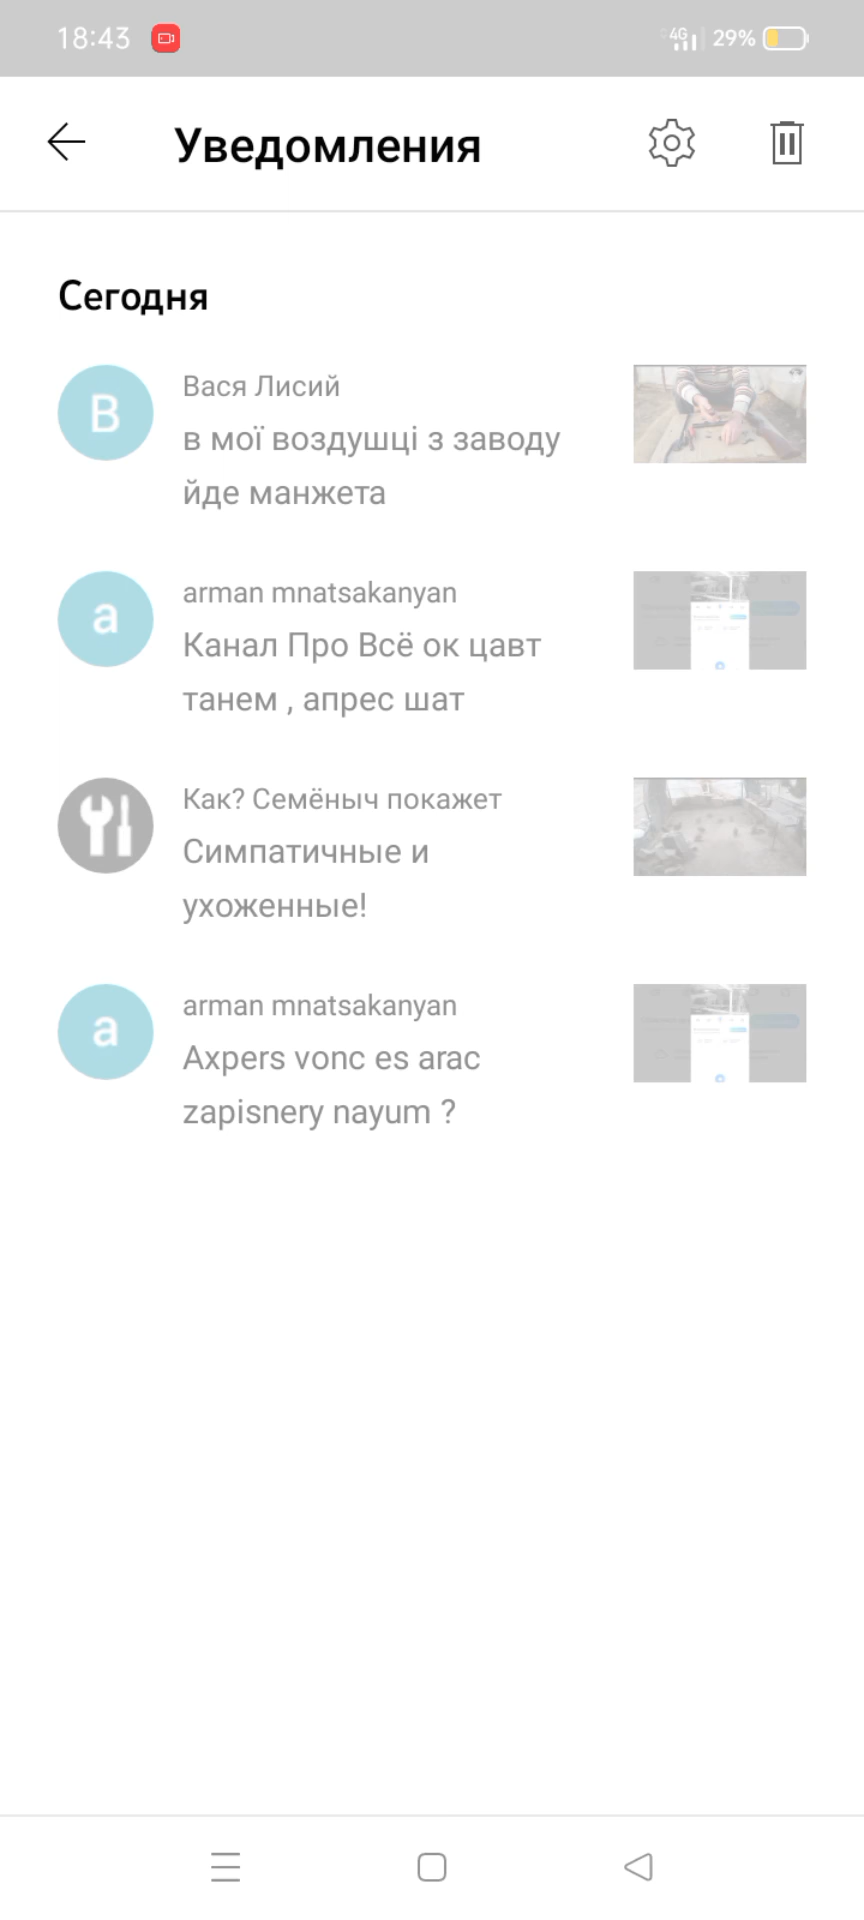 18:43
4G 29%
Уведомления
Сегодня
В
Вася Лисий
в мої воздушці з заводу
йде манжета
a
arman mnatsakanyan
Канал Про Всё ок цавт
танем , апрес шат
Как? Семёныч покажет
Симпатичные и
ухоженные!
a
arman mnatsakanyan
Axpers vonc es arac
zapisnery nayum ?